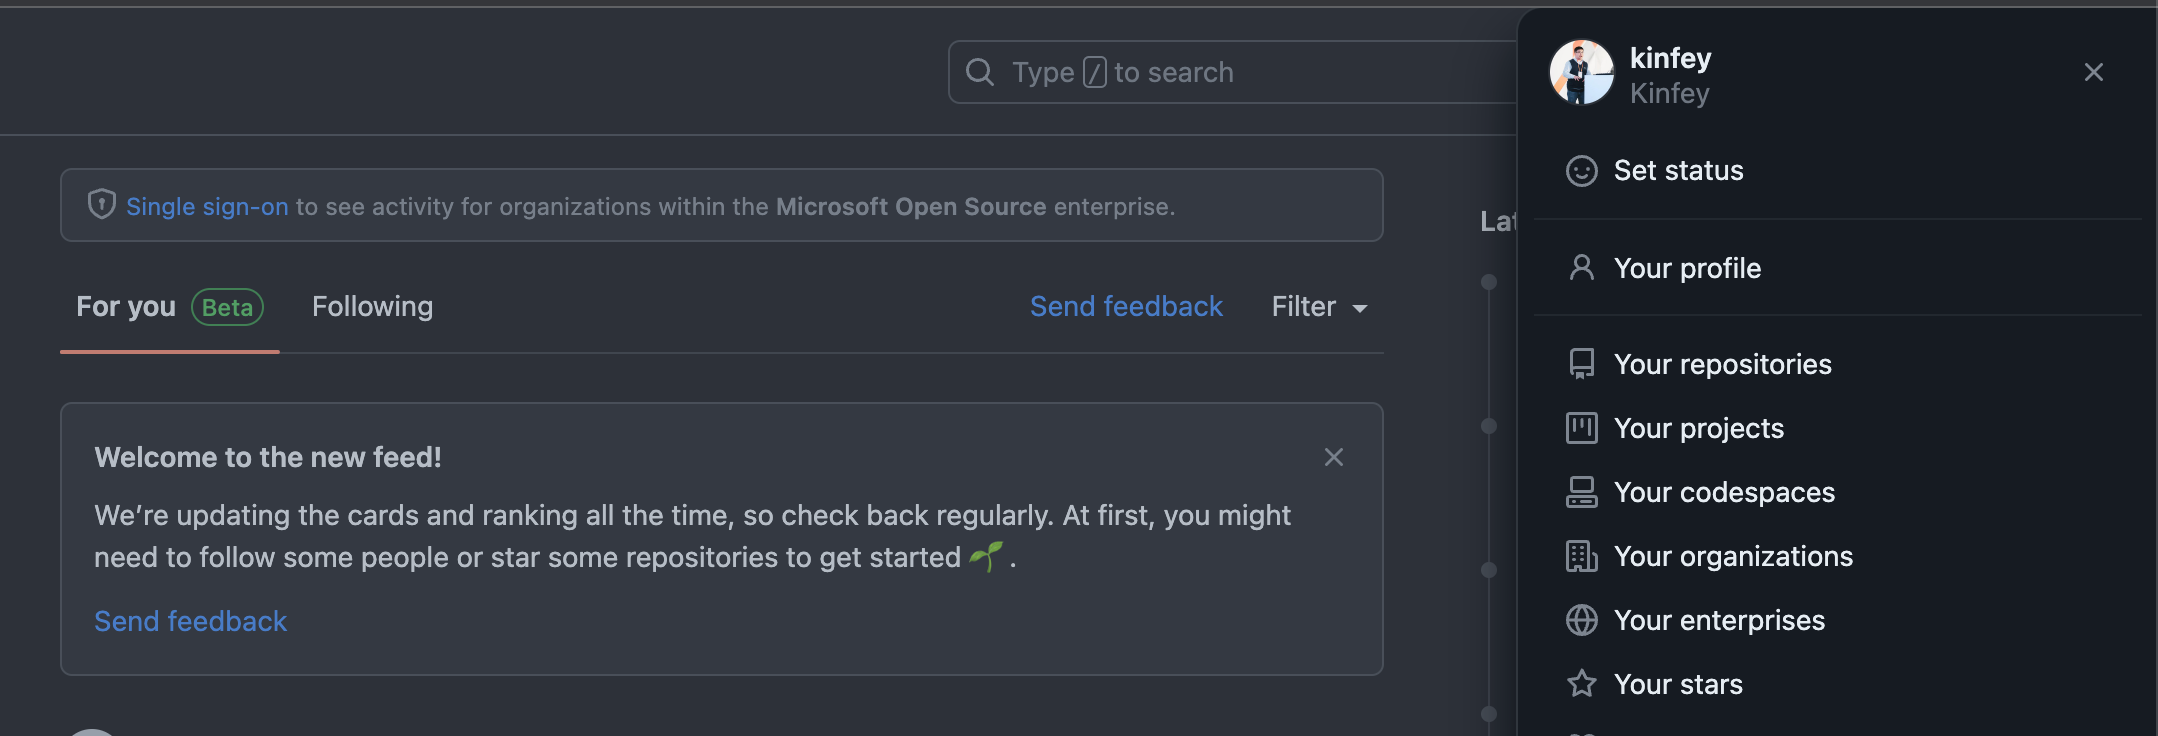 Type / to search
Single sign-on to see activity for organizations within the Microsoft Open Source enterprise.
For you Beta Following Send feedback Filter
Welcome to the new feed!
We’re updating the cards and ranking all the time, so check back regularly. At first, you might
need to follow some people or star some repositories to get started 🌱 .
Send feedback
Lat
kinfey
Kinfey
Set status
Your profile
Your repositories
Your projects
Your codespaces
Your organizations
Your enterprises
Your stars